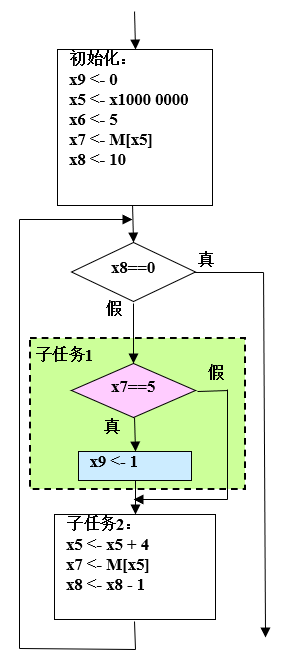 初始化：
x9 <- 0
x5 <- x1000 0000
x6 <- 5
x7 <- M[x5]
x8 <- 10
x8==0
真
假
子任务1
x7==5
假
真
x9 <- 1
子任务2：
x5 <- x5 + 4
x7 <- M[x5]
x8 <- x8 - 1